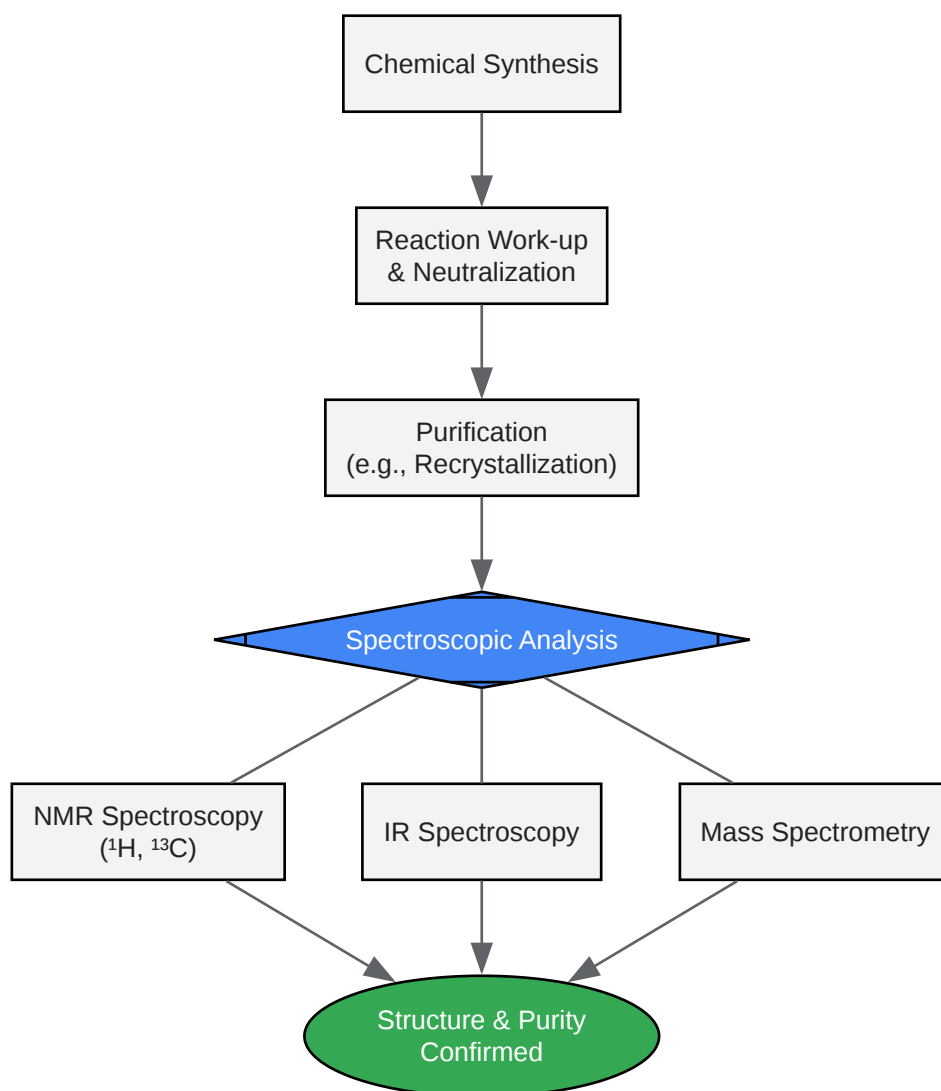 Chemical Synthesis
Reaction Work-up
& Neutralization
Purification
(e.g., Recrystallization)
Spectroscopic Analysis
NMR Spectroscopy
(¹H, ¹³C)
IR Spectroscopy
Mass Spectrometry
Structure & Purity
Confirmed